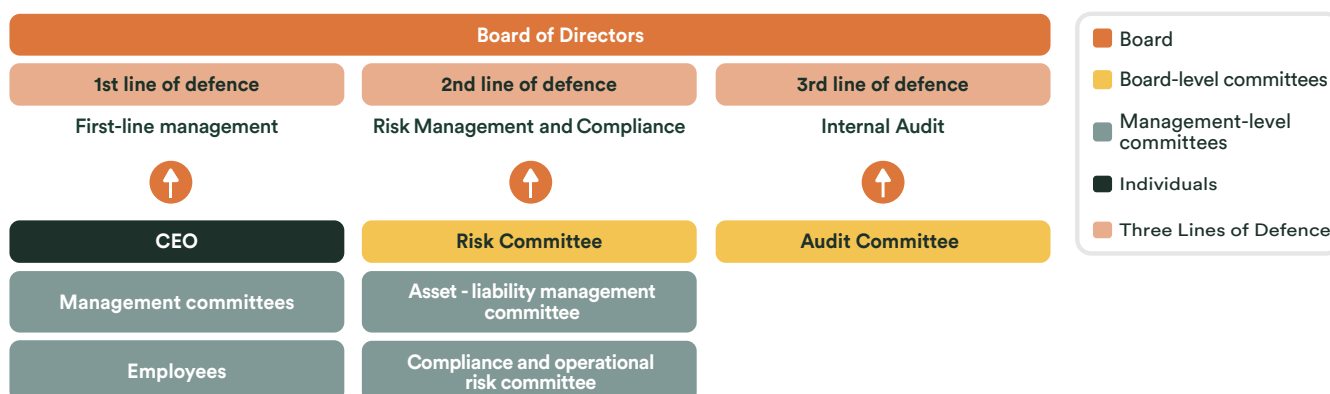 Board of Directors
1st line of defence
2nd line of defence
3rd line of defence
First-line management
Risk Management and Compliance
Internal Audit
CEO
Risk Committee
Audit Committee
Management committees
Asset - liability management
committee
Employees
Compliance and operational
risk committee
Board
Board-level committees
Management-level
committees
Individuals
Three Lines of Defence